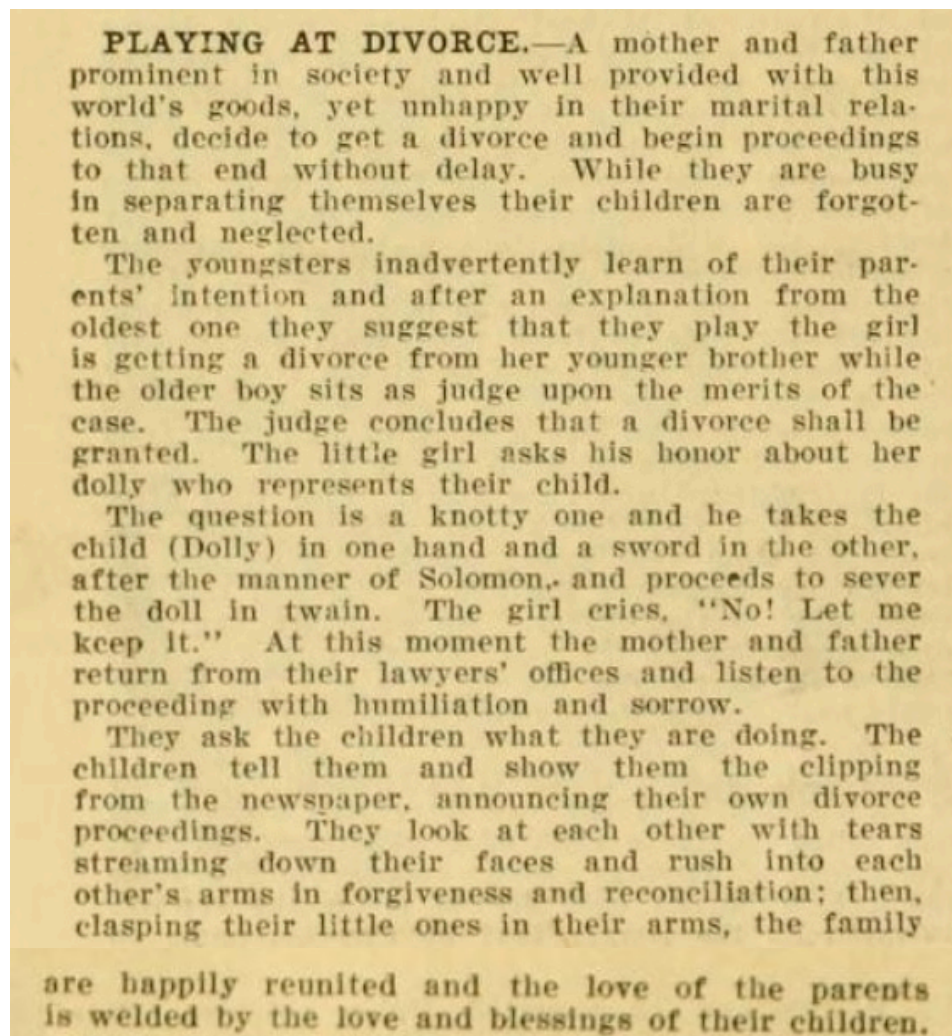 PLAYING AT DIVORCE.—A mother and father
prominent in society and well provided with this
world's goods, yet unhappy in their marital rela-
tions, decide to get a divorce and begin proceedings
to that end without delay. While they are busy
in separating themselves their children are forgot-
ten and neglected.
The youngsters inadvertently learn of their par-
ents' intention and after an explanation from the
oldest one they suggest that they play the girl
is getting a divorce from her younger brother while
the older boy sits as judge upon the merits of the
case. The judge concludes that a divorce shall be
granted. The little girl asks his honor about her
dolly who represents their child.
The question is a knotty one and he takes the
child (Dolly) in one hand and a sword in the other,
after the manner of Solomon, and proceeds to sever
the doll in twain. The girl cries, "No! Let me
keep it." At this moment the mother and father
return from their lawyers' offices and listen to the
proceeding with humiliation and sorrow.
They ask the children what they are doing. The
children tell them and show them the clipping
from the newspaper, announcing their own divorce
proceedings. They look at each other with tears
streaming down their faces and rush into each
other's arms in forgiveness and reconciliation; then,
clasping their little ones in their arms, the family
are happily reunited and the love of the parents
is welded by the love and blessings of their children.